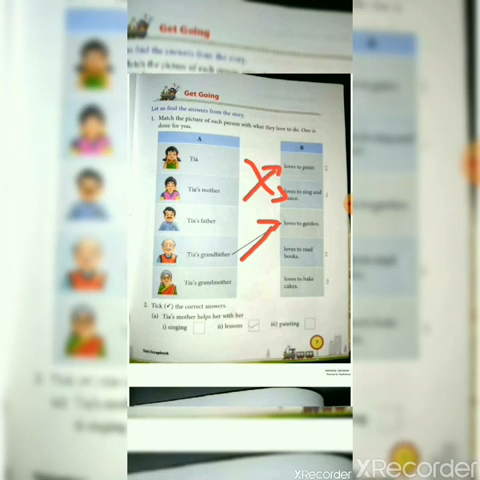 Get Going
Get Going
Let us find the answers from the story.
1. Match the picture of each person with what they love to do. One is
done for you.
A
B
Tia
loves to paint.
Tia's mother
loves to sing and
dance.
Tia's father
loves to garden.
Tia's grandfather
loves to read
books.
Tia's grandmother
loves to bake
cakes.
2. Tick (✓) the correct answers.
(a) Tia's mother helps her with her
i) singing
ii) lessons
iii) painting
7
XRecorder
XRecorder